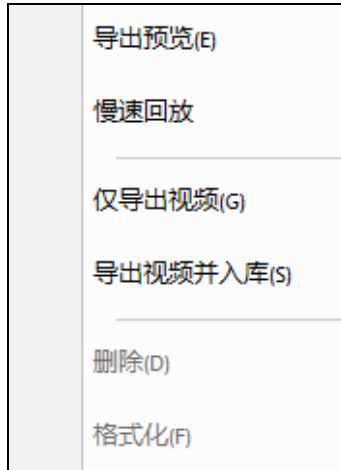 导出预览(E)
慢速回放
仅导出视频(G)
导出视频并入库(S)
删除(D)
格式化(F)